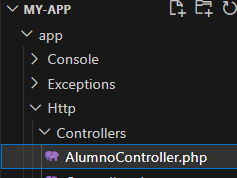 MY-APP
app
Console
Exceptions
Http
Controllers
AlumnoController.php